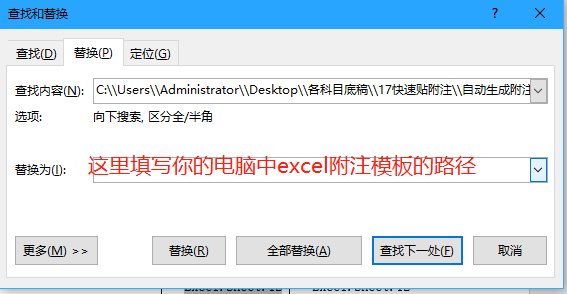 查找和替换
查找(D) 替换(P) 定位(G)
查找内容(N): C:\\Users\\Administrator\\Desktop\\各科目底稿\\17快速贴附注\\自动生成附注
选项: 向下搜索, 区分全/半角
替换为(I): 这里填写你的电脑中excel附注模板的路径
更多(M) >> 替换(R) 全部替换(A) 查找下一处(F) 取消